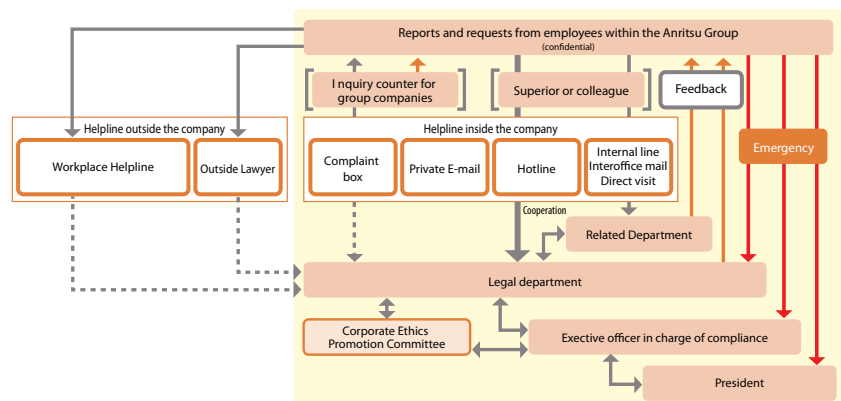 Reports and requests from employees within the Anritsu Group
(confidential)
I nquiry counter for
group companies
Superior or colleague
Feedback
Helpline outside the company
Helpline inside the company
Emergency
Workplace Helpline
Outside Lawyer
Complaint
box
Private E-mail
Hotline
Internal line
Interoffice mail
Direct visit
Cooperation
Related Department
Legal department
Corporate Ethics
Promotion Committee
Exective officer in charge of compliance
President